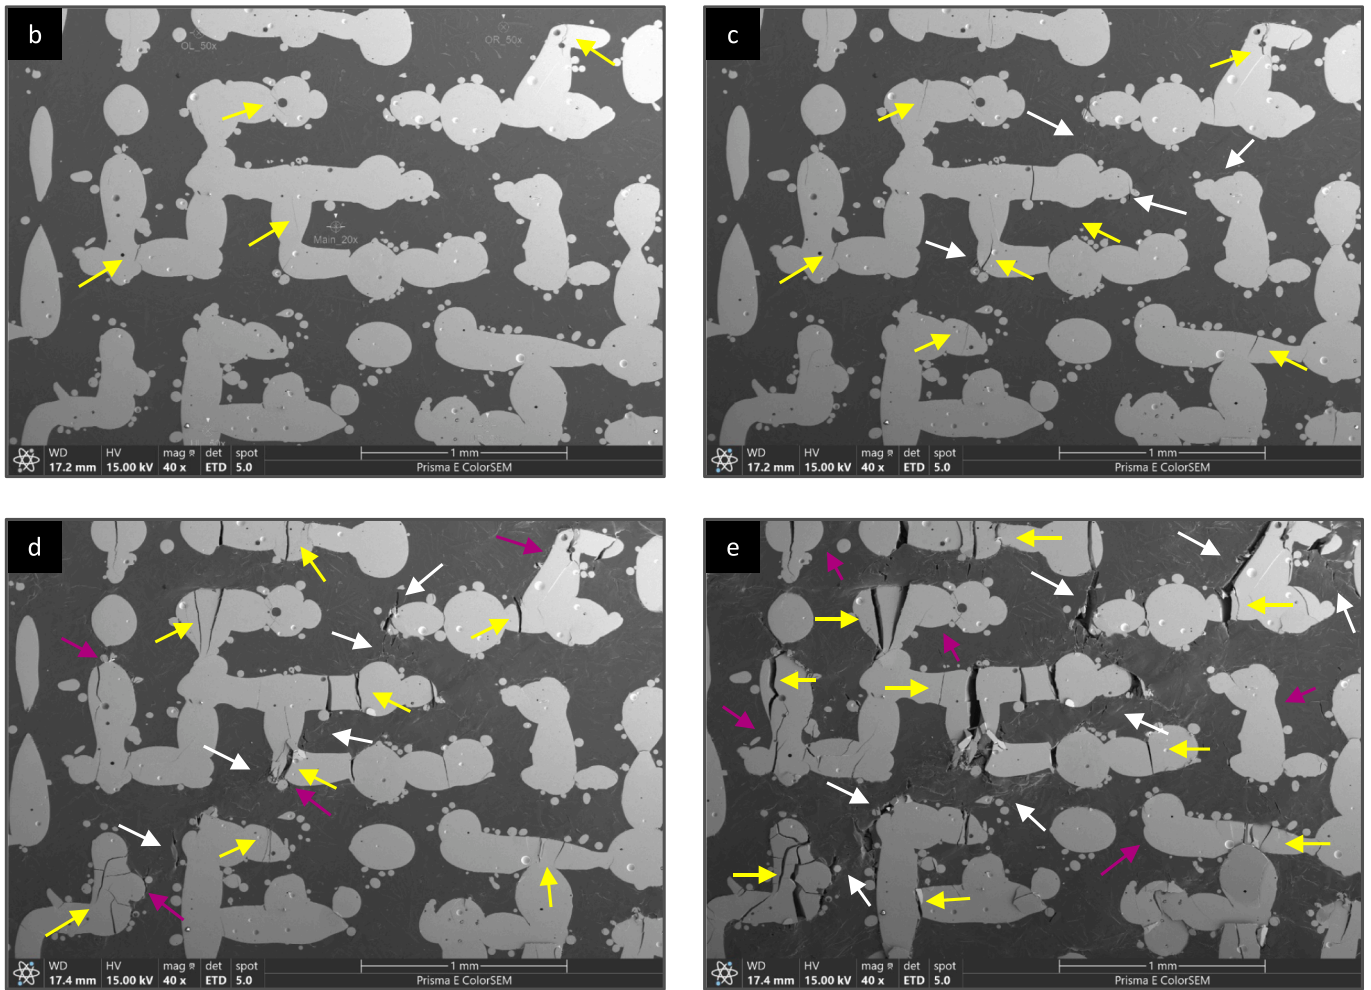 b
OL_50x
OR_50x
Main_20x
WD HV mag det spot
17.2 mm 15.00 kV 40 x ETD 5.0
1 mm
Prisma E ColorSEM
c
WD HV mag det spot
17.2 mm 15.00 kV 40 x ETD 5.0
1 mm
Prisma E ColorSEM
d
WD HV mag det spot
17.4 mm 15.00 kV 40 x ETD 5.0
1 mm
Prisma E ColorSEM
e
WD HV mag det spot
17.4 mm 15.00 kV 40 x ETD 5.0
1 mm
Prisma E ColorSEM